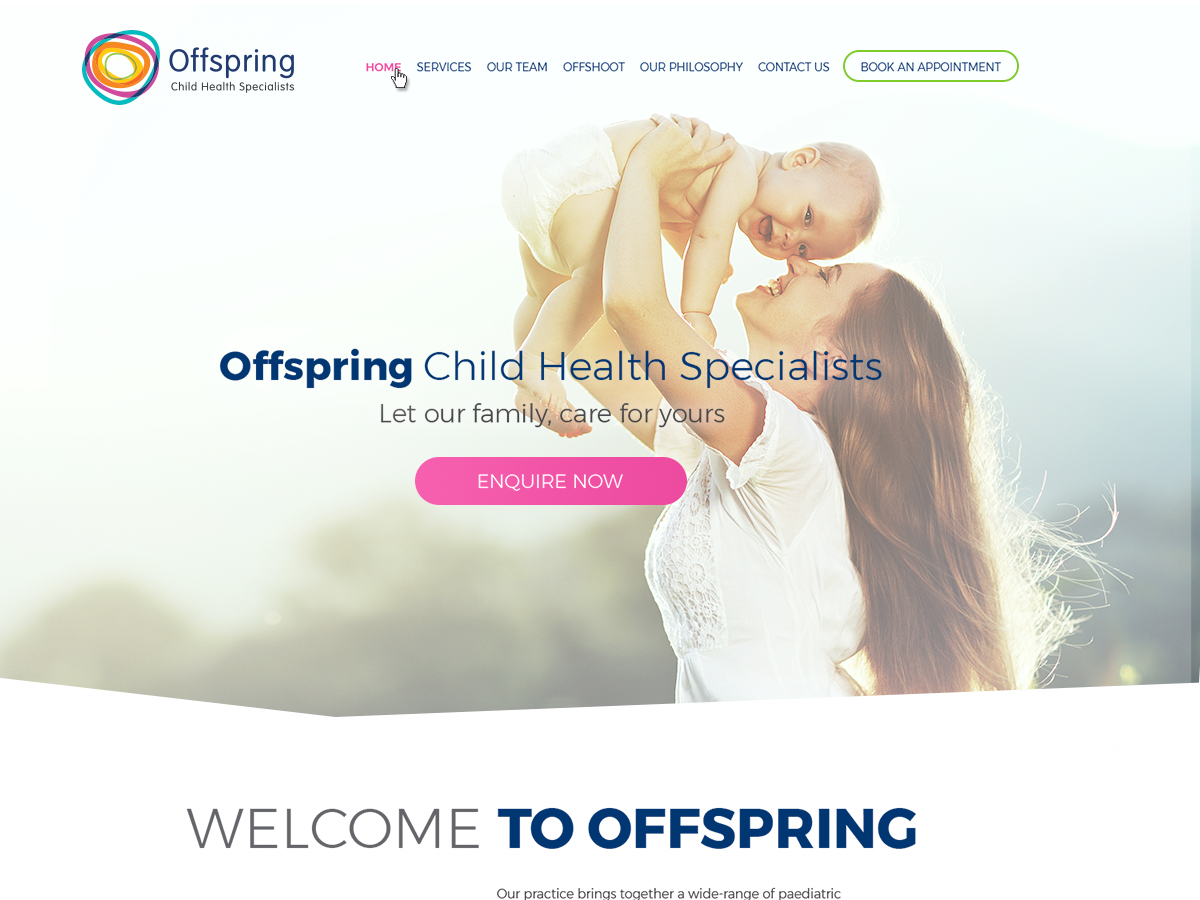 Offspring
Child Health Specialists
HOME SERVICES OUR TEAM OFFSHOOT OUR PHILOSOPHY CONTACT US BOOK AN APPOINTMENT
Offspring Child Health Specialists
Let our family, care for yours
ENQUIRE NOW
WELCOME TO OFFSPRING
Our practice brings together a wide-range of paediatric